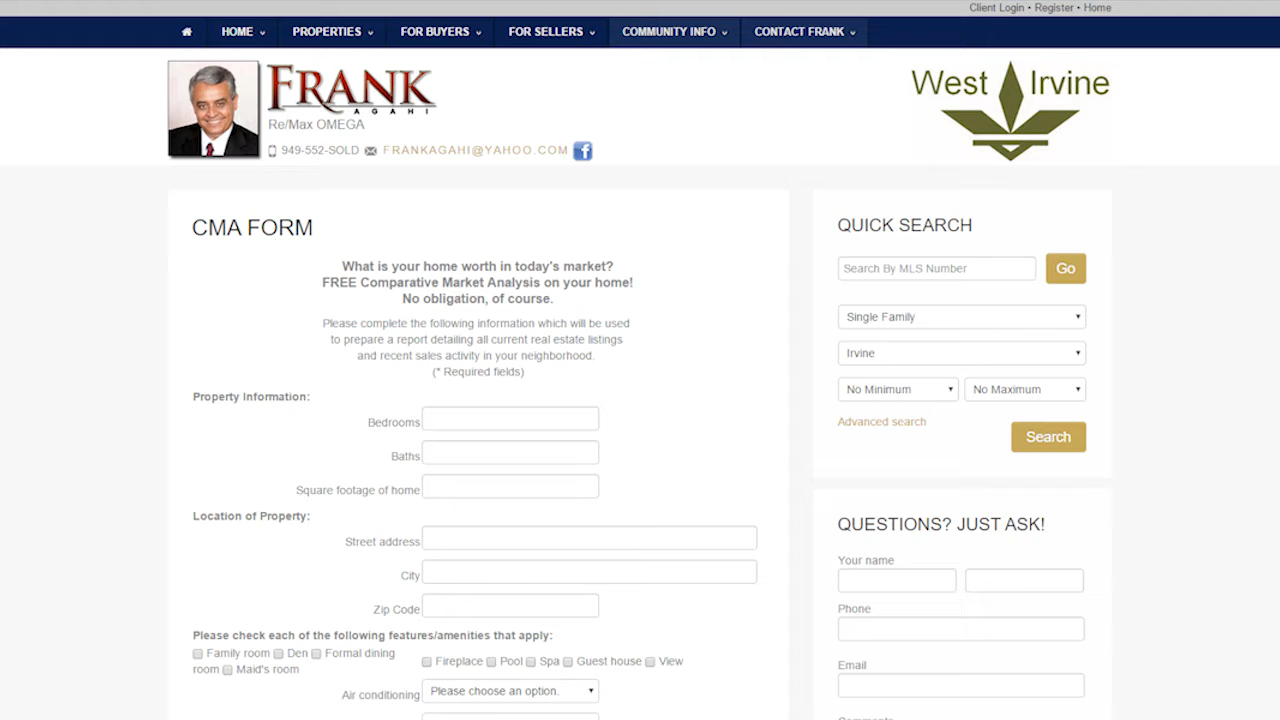 Client Login • Register • Home
HOME PROPERTIES FOR BUYERS FOR SELLERS COMMUNITY INFO CONTACT FRANK
FRANK
AGAHI
Re/Max OMEGA
949-552-SOLD FRANKAGAHI@YAHOO.COM
West Irvine
CMA FORM
What is your home worth in today's market?
FREE Comparative Market Analysis on your home!
No obligation, of course.
Please complete the following information which will be used
to prepare a report detailing all current real estate listings
and recent sales activity in your neighborhood.
(* Required fields)
Property Information:
Bedrooms
Baths
Square footage of home
Location of Property:
Street address
City
Zip Code
Please check each of the following features/amenities that apply:
Family room Den Formal dining
room Maid's room
Fireplace Pool Spa Guest house View
Air conditioning Please choose an option.
QUICK SEARCH
Search By MLS Number Go
Single Family
Irvine
No Minimum No Maximum
Advanced search
Search
QUESTIONS? JUST ASK!
Your name
Phone
Email